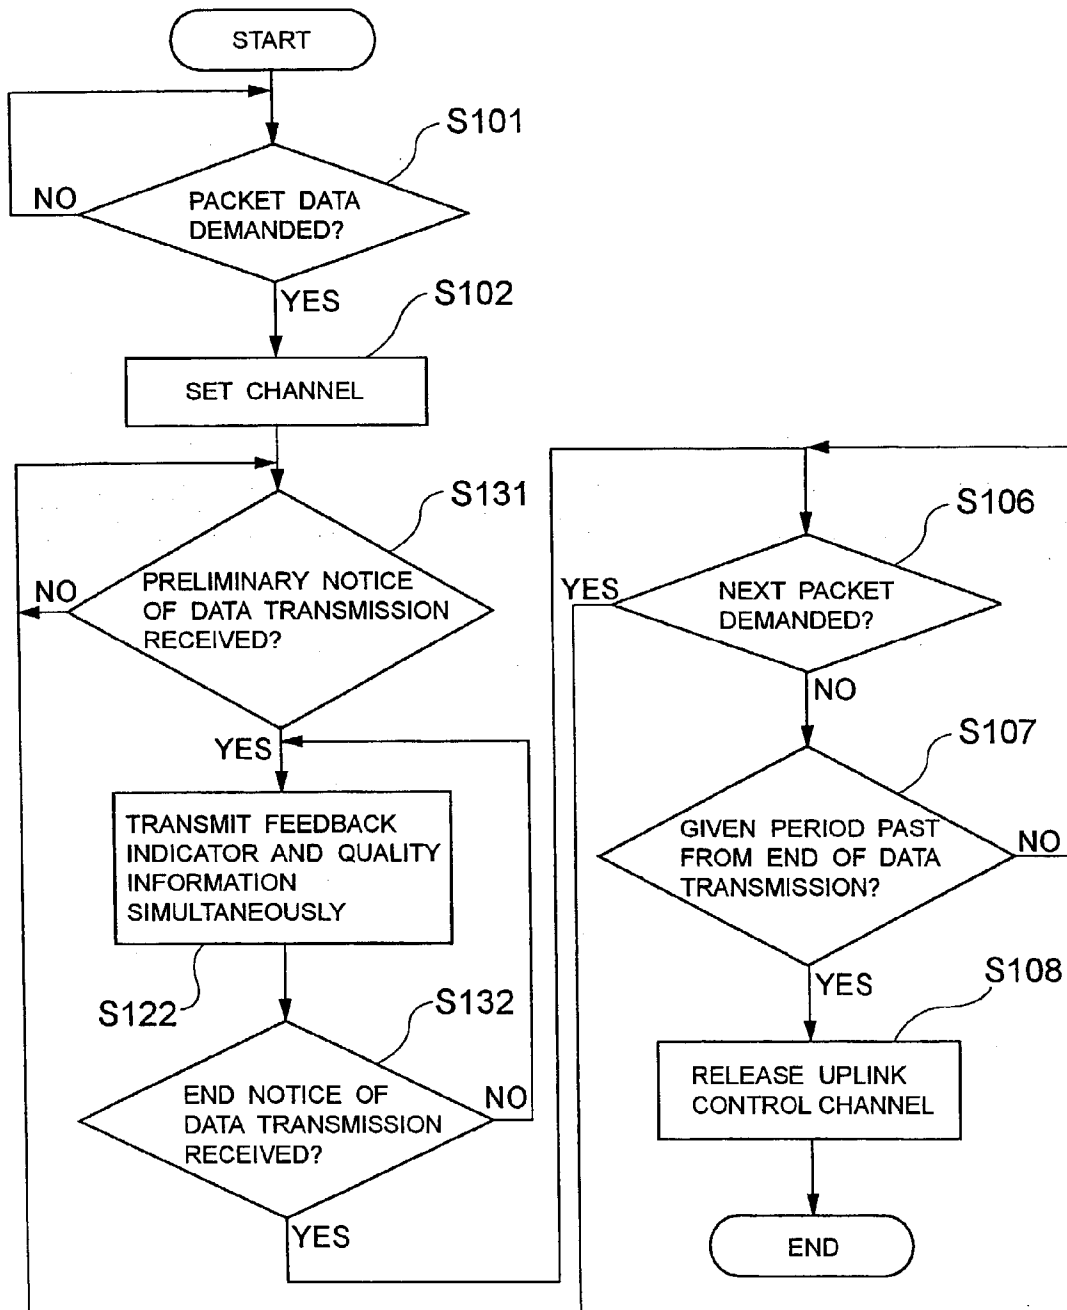 START
S101
NO
PACKET DATA
DEMANDED?
YES
S102
SET CHANNEL
S131
NO
PRELIMINARY NOTICE
OF DATA TRANSMISSION
RECEIVED?
YES
TRANSMIT FEEDBACK
INDICATOR AND QUALITY
INFORMATION
SIMULTANEOUSLY
S122
S132
END NOTICE OF
DATA TRANSMISSION
RECEIVED?
NO
YES
S106
YES
NEXT PACKET
DEMANDED?
NO
S107
GIVEN PERIOD PAST
FROM END OF DATA
TRANSMISSION?
NO
YES
S108
RELEASE UPLINK
CONTROL CHANNEL
END